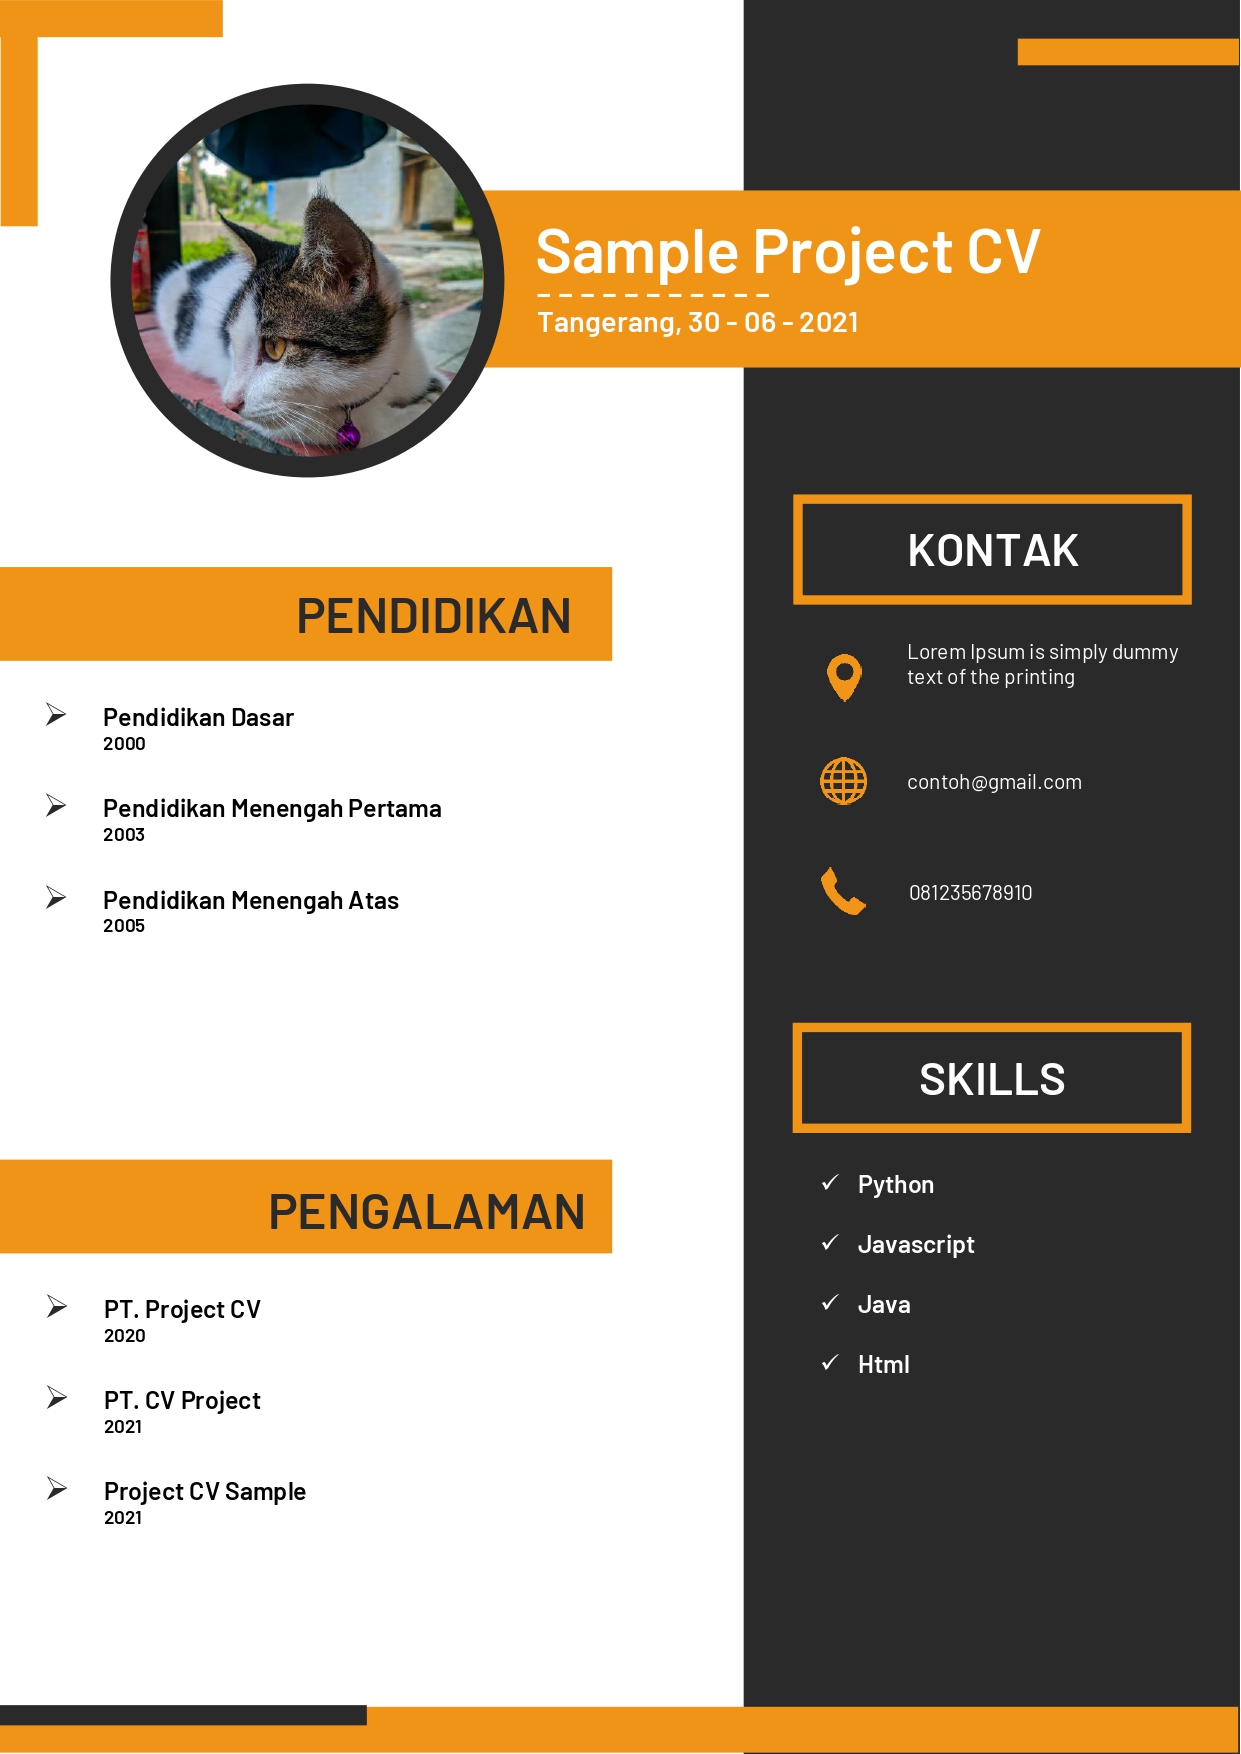 Sample Project CV
Tangerang, 30 - 06 - 2021
PENDIDIKAN
Pendidikan Dasar
2000
Pendidikan Menengah Pertama
2003
Pendidikan Menengah Atas
2005
PENGALAMAN
PT. Project CV
2020
PT. CV Project
2021
Project CV Sample
2021
KONTAK
Lorem Ipsum is simply dummy
text of the printing
contoh@gmail.com
081235678910
SKILLS
Python
Javascript
Java
Html